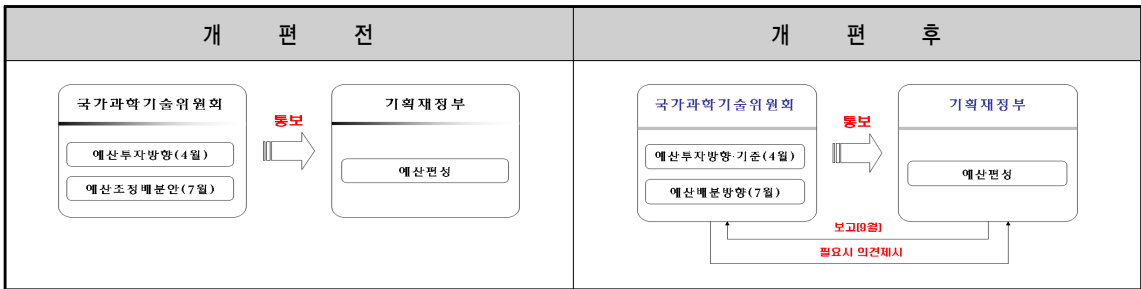 개 편 전
개 편 후
국가과학기술위원회
예산투자방향(4월)
예산조정배분안(7월)
통보
기획재정부
예산편성
국가과학기술위원회
예산투자방향·기준(4월)
예산배분방향(7월)
통보
기획재정부
예산편성
보고(9월)
필요시 의견제시